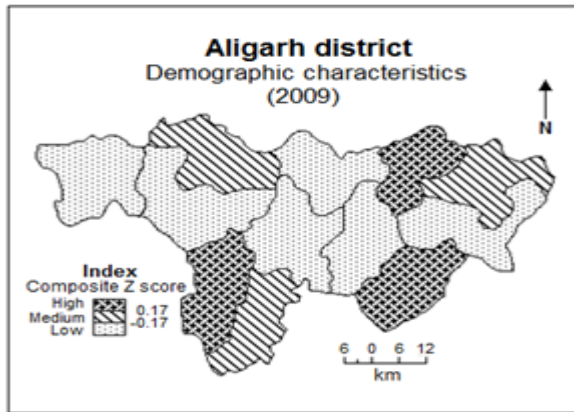 Aligarh district
Demographic characteristics
(2009)
N
Index
Composite Z score
High
0.17
Medium
-0.17
Low
6 0 6 12
km